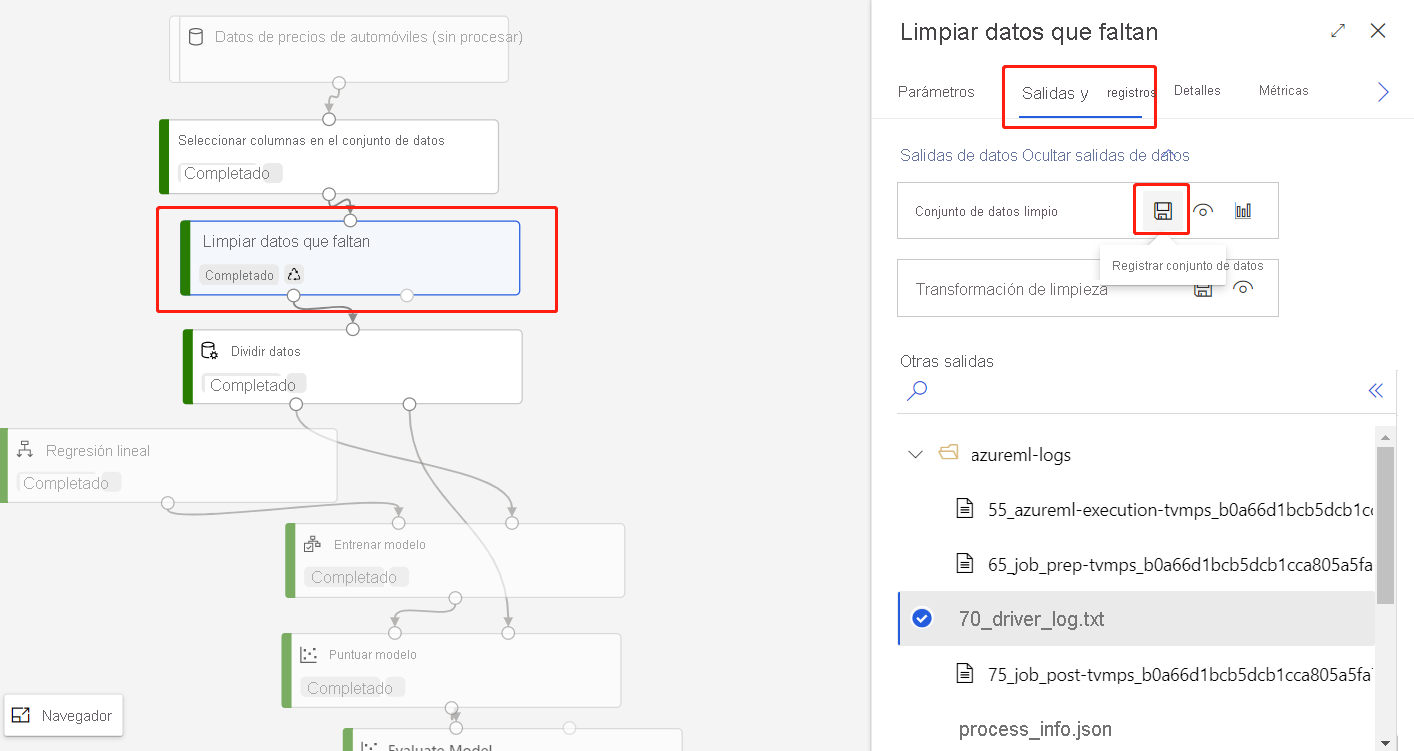 Datos de precios de automóviles (sin procesar)
Seleccionar columnas en el conjunto de datos
Completado
Limpiar datos que faltan
Completado
Dividir datos
Completado
Regresión lineal
Completado
Entrenar modelo
Completado
Puntuar modelo
Completado
Evaluate Model
Navegador
Limpiar datos que faltan
Parámetros Salidas y registros Detalles Métricas
Salidas de datos Ocultar salidas de datos
Conjunto de datos limpio
Registrar conjunto de datos
Transformación de limpieza
Otras salidas
azureml-logs
55_azureml-execution-tvmps_b0a66d1bcb5dcb1cc
65_job_prep-tvmps_b0a66d1bcb5dcb1cca805a5fa
70_driver_log.txt
75_job_post-tvmps_b0a66d1bcb5dcb1cca805a5fa
process_info.json